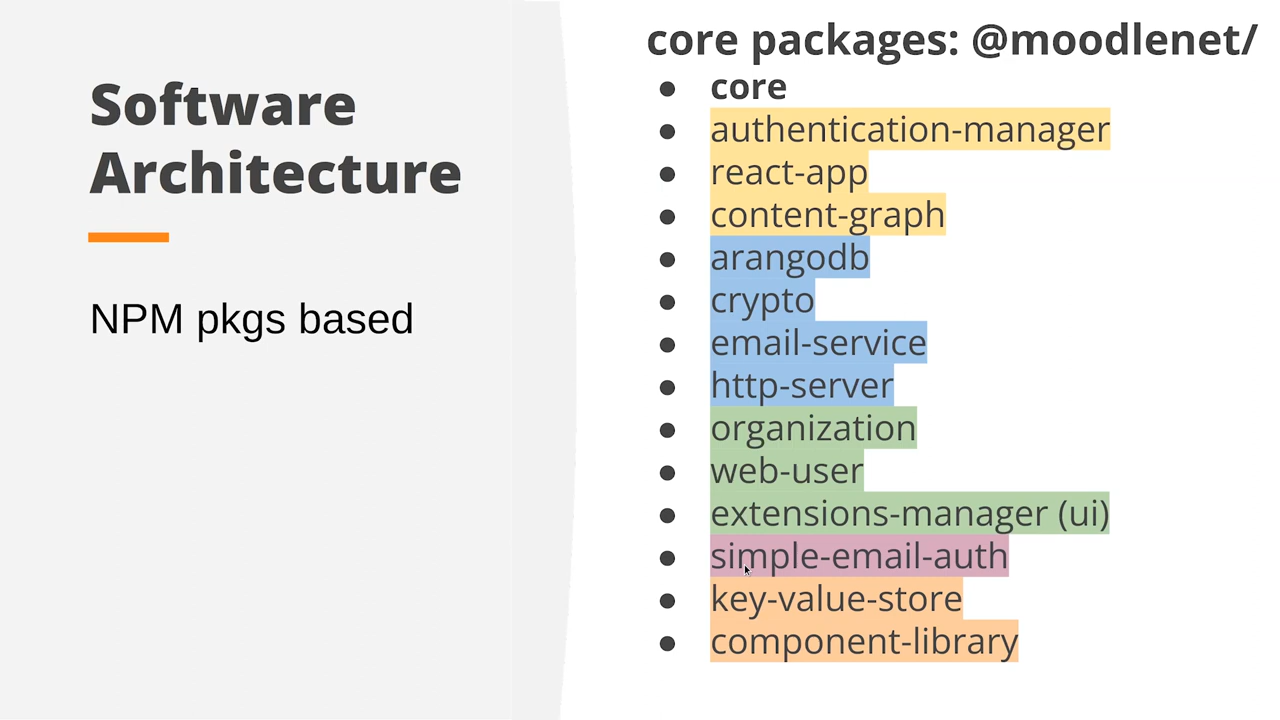 Software
Architecture
NPM pkgs based
core packages: @moodlenet/
● core
● authentication-manager
● react-app
● content-graph
● arangodb
● crypto
● email-service
● http-server
● organization
● web-user
● extensions-manager (ui)
● simple-email-auth
● key-value-store
● component-library